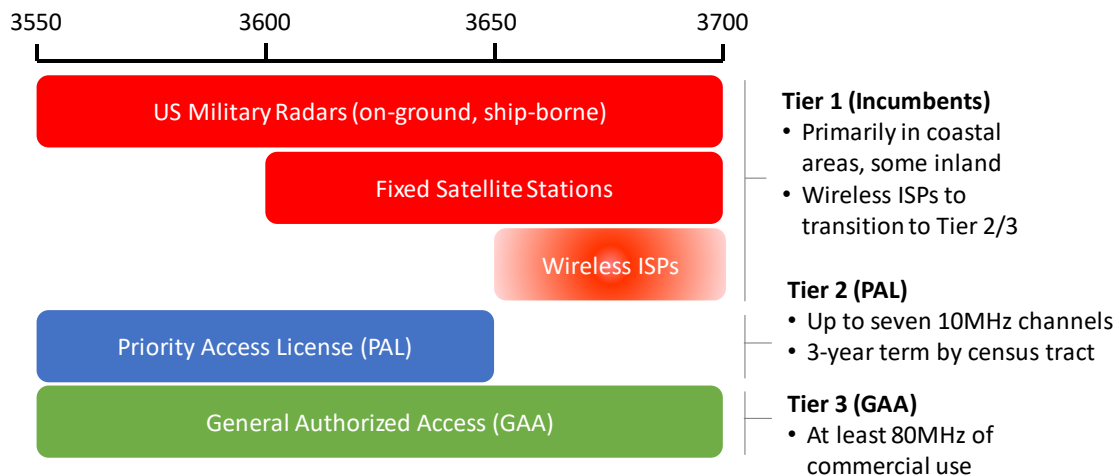 3550 3600 3650 3700
US Military Radars (on-ground, ship-borne)
Fixed Satellite Stations
Wireless ISPs
Priority Access License (PAL)
General Authorized Access (GAA)
Tier 1 (Incumbents)
• Primarily in coastal
areas, some inland
• Wireless ISPs to
transition to Tier 2/3
Tier 2 (PAL)
• Up to seven 10MHz channels
• 3-year term by census tract
Tier 3 (GAA)
• At least 80MHz of
commercial use